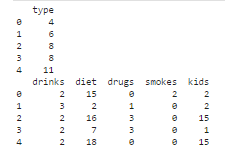 type
0 4
1 6
2 8
3 8
4 11
drinks diet drugs smokes kids
0 2 15 0 2 2
1 3 2 1 0 2
2 2 16 3 0 15
3 2 7 3 0 1
4 2 18 0 0 15